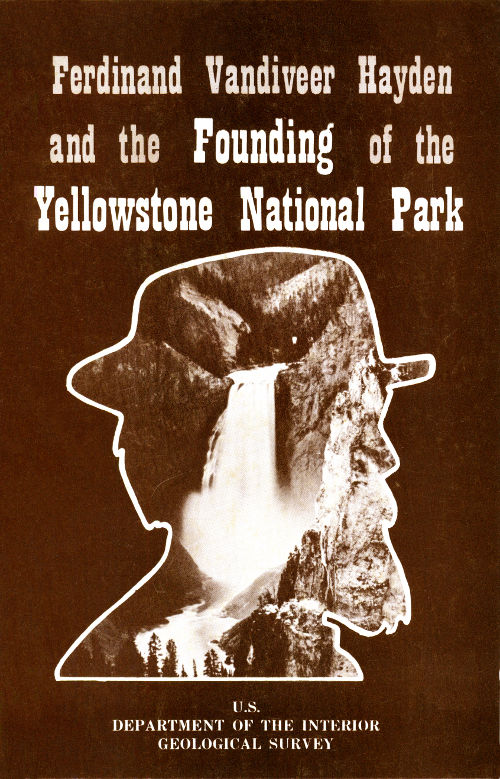 Ferdinand Vandiveer Hayden
and the Founding of the
Yellowstone National Park
U.S.
DEPARTMENT OF THE INTERIOR
GEOLOGICAL SURVEY